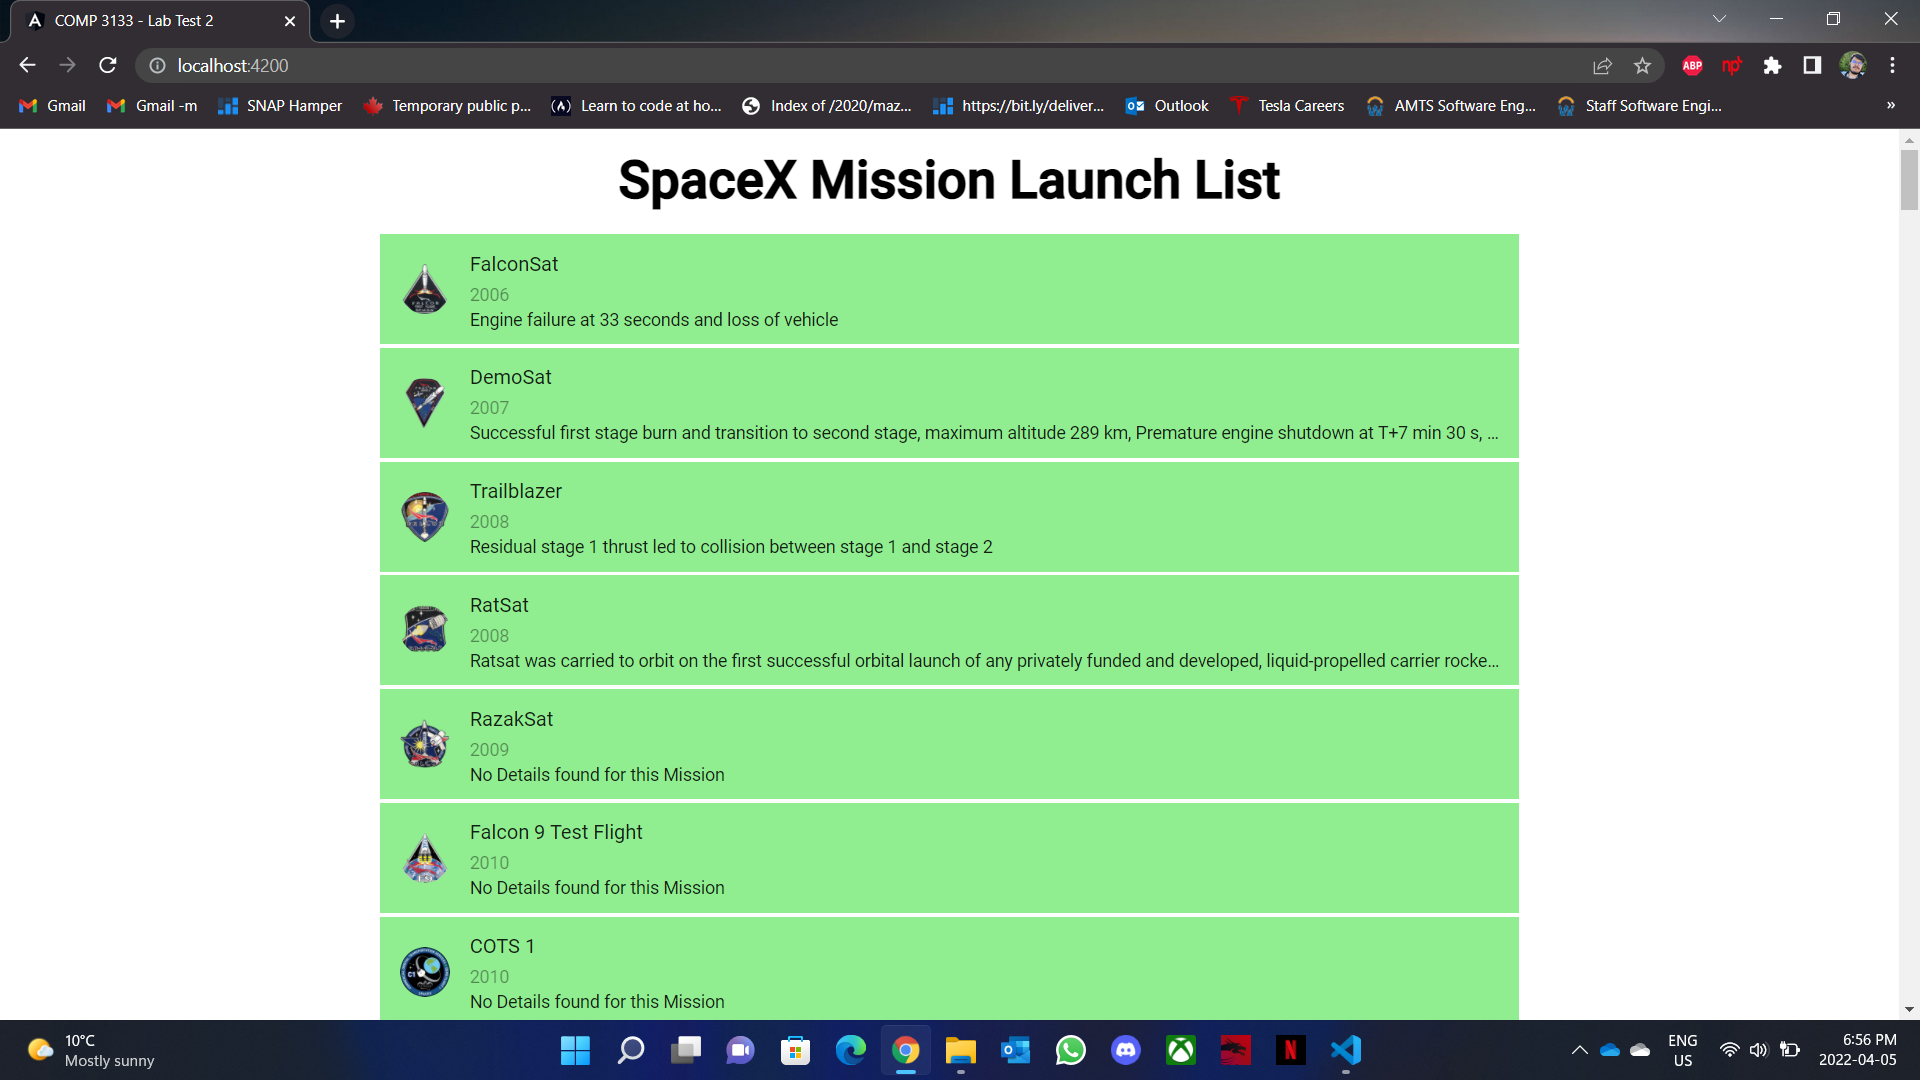 COMP 3133 - Lab Test 2
localhost:4200
ABP
Gmail
Gmail -m
SNAP Hamper
Temporary public p...
Learn to code at ho...
Index of /2020/maz...
https://bit.ly/deliver...
Outlook
Tesla Careers
AMTS Software Eng...
Staff Software Engi...
»
SpaceX Mission Launch List
FalconSat
2006
Engine failure at 33 seconds and loss of vehicle
DemoSat
2007
Successful first stage burn and transition to second stage, maximum altitude 289 km, Premature engine shutdown at T+7 min 30 s, ...
Trailblazer
2008
Residual stage 1 thrust led to collision between stage 1 and stage 2
RatSat
2008
Ratsat was carried to orbit on the first successful orbital launch of any privately funded and developed, liquid-propelled carrier rocke...
RazakSat
2009
No Details found for this Mission
Falcon 9 Test Flight
2010
No Details found for this Mission
COTS 1
2010
No Details found for this Mission
10°C
Mostly sunny
ENG
US
6:56 PM
2022-04-05